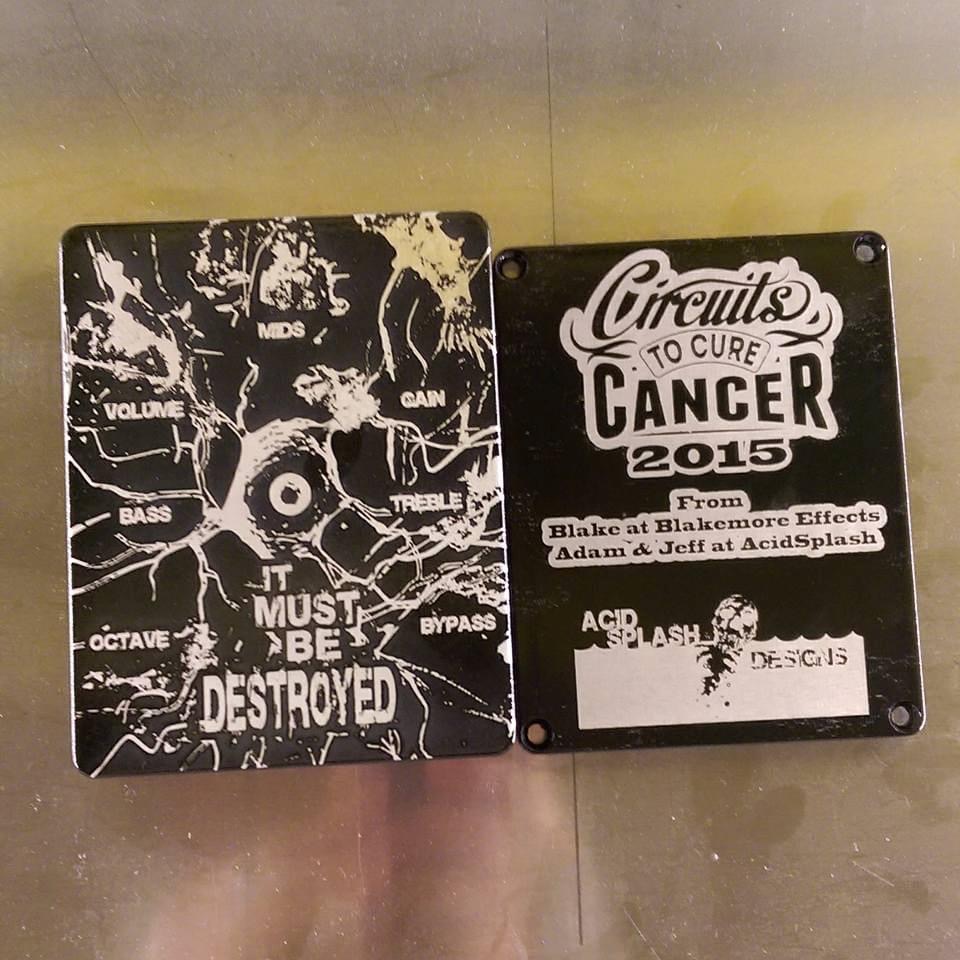 MIDS
VOLUME
GAIN
BASS
TREBLE
OCTAVE
BYPASS
IT
MUST
BE
DESTROYED
Circuits
TO CURE
CANCER
2015
From
Blake at Blakemore Effects
Adam & Jeff at AcidSplash
ACID
SPLASH
DESIGNS